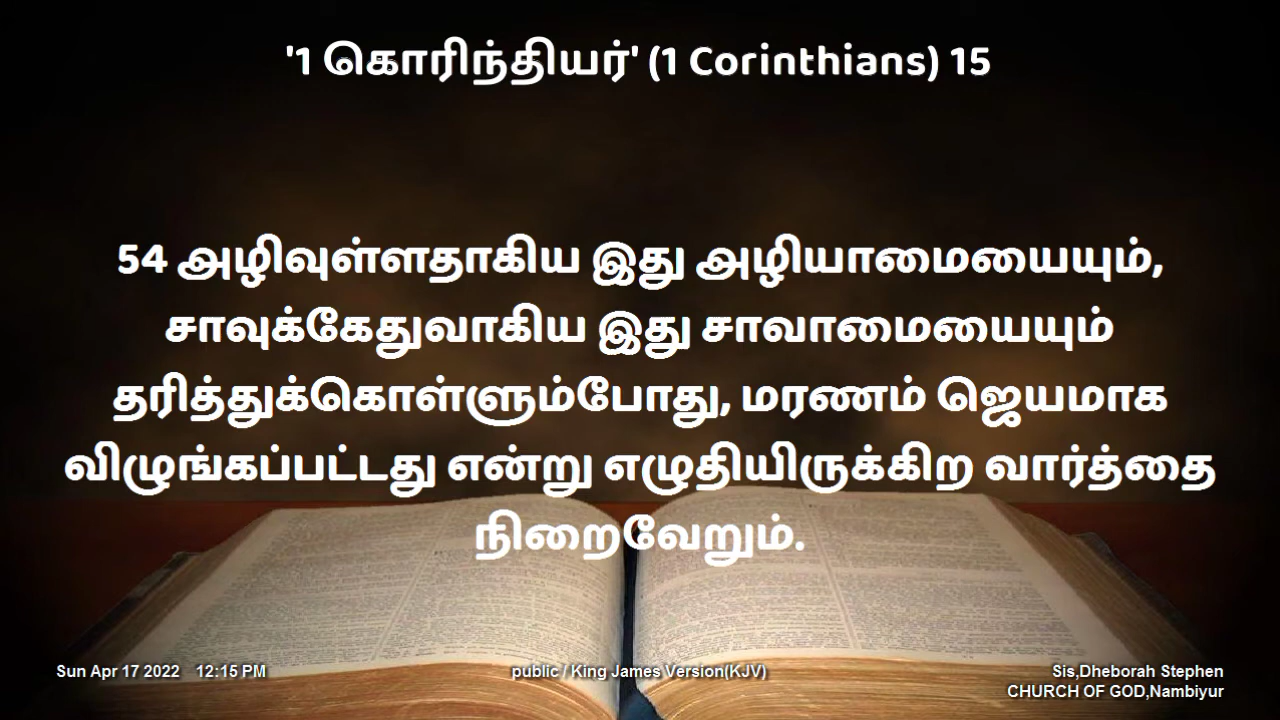 '1 கொரிந்தியர்' (1 Corinthians) 15
54 அழிவுள்ளதாகிய இது அழியாமையையும்,
சாவுக்கேதுவாகிய இது சாவாமையையும்
தரித்துக்கொள்ளும்போது, மரணம் ஜெயமாக
விழுங்கப்பட்டது என்று எழுதியிருக்கிற வார்த்தை
நிறைவேறும்.
Sun Apr 17 2022 12:15 PM
public / King James Version(KJV)
Sis,Dheborah Stephen
CHURCH OF GOD,Nambiyur